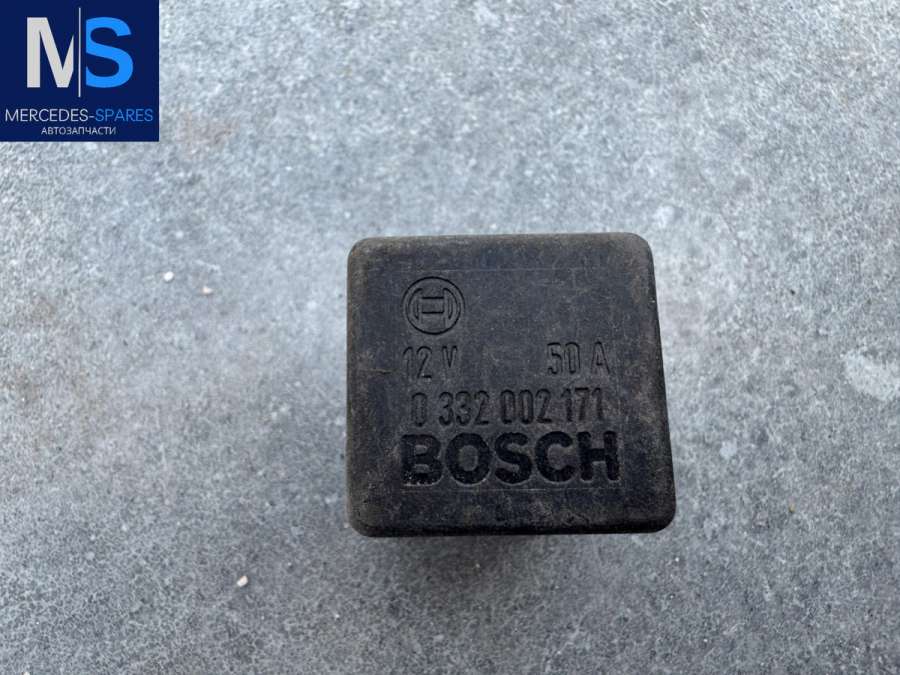 MS
MERCEDES-SPARES
АВТОЗАПЧАСТИ
12 V 50 A
0 332 002 171
BOSCH